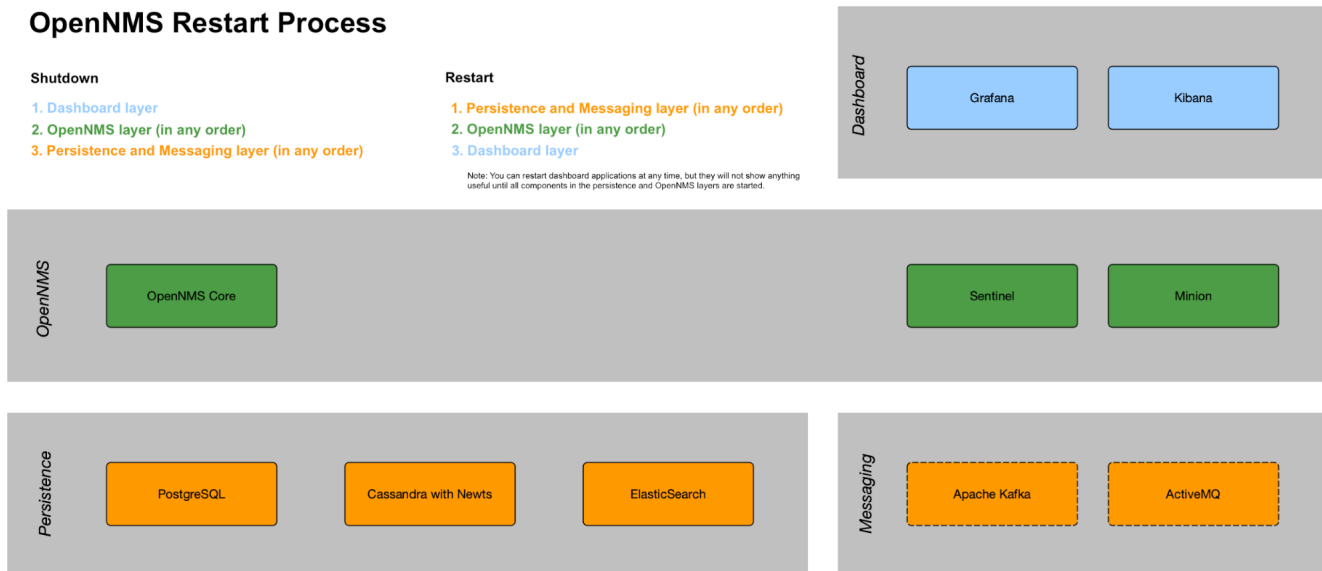 OpenNMS Restart Process
Shutdown
1. Dashboard layer
2. OpenNMS layer (in any order)
3. Persistence and Messaging layer (in any order)
Restart
1. Persistence and Messaging layer (in any order)
2. OpenNMS layer (in any order)
3. Dashboard layer
Note: You can restart dashboard applications at any time, but they will not show anything
useful until all components in the persistence and OpenNMS layers are started.
Dashboard
Grafana
Kibana
OpenNMS
OpenNMS Core
Sentinel
Minion
Persistence
PostgreSQL
Cassandra with Newts
ElasticSearch
Messaging
Apache Kafka
ActiveMQ